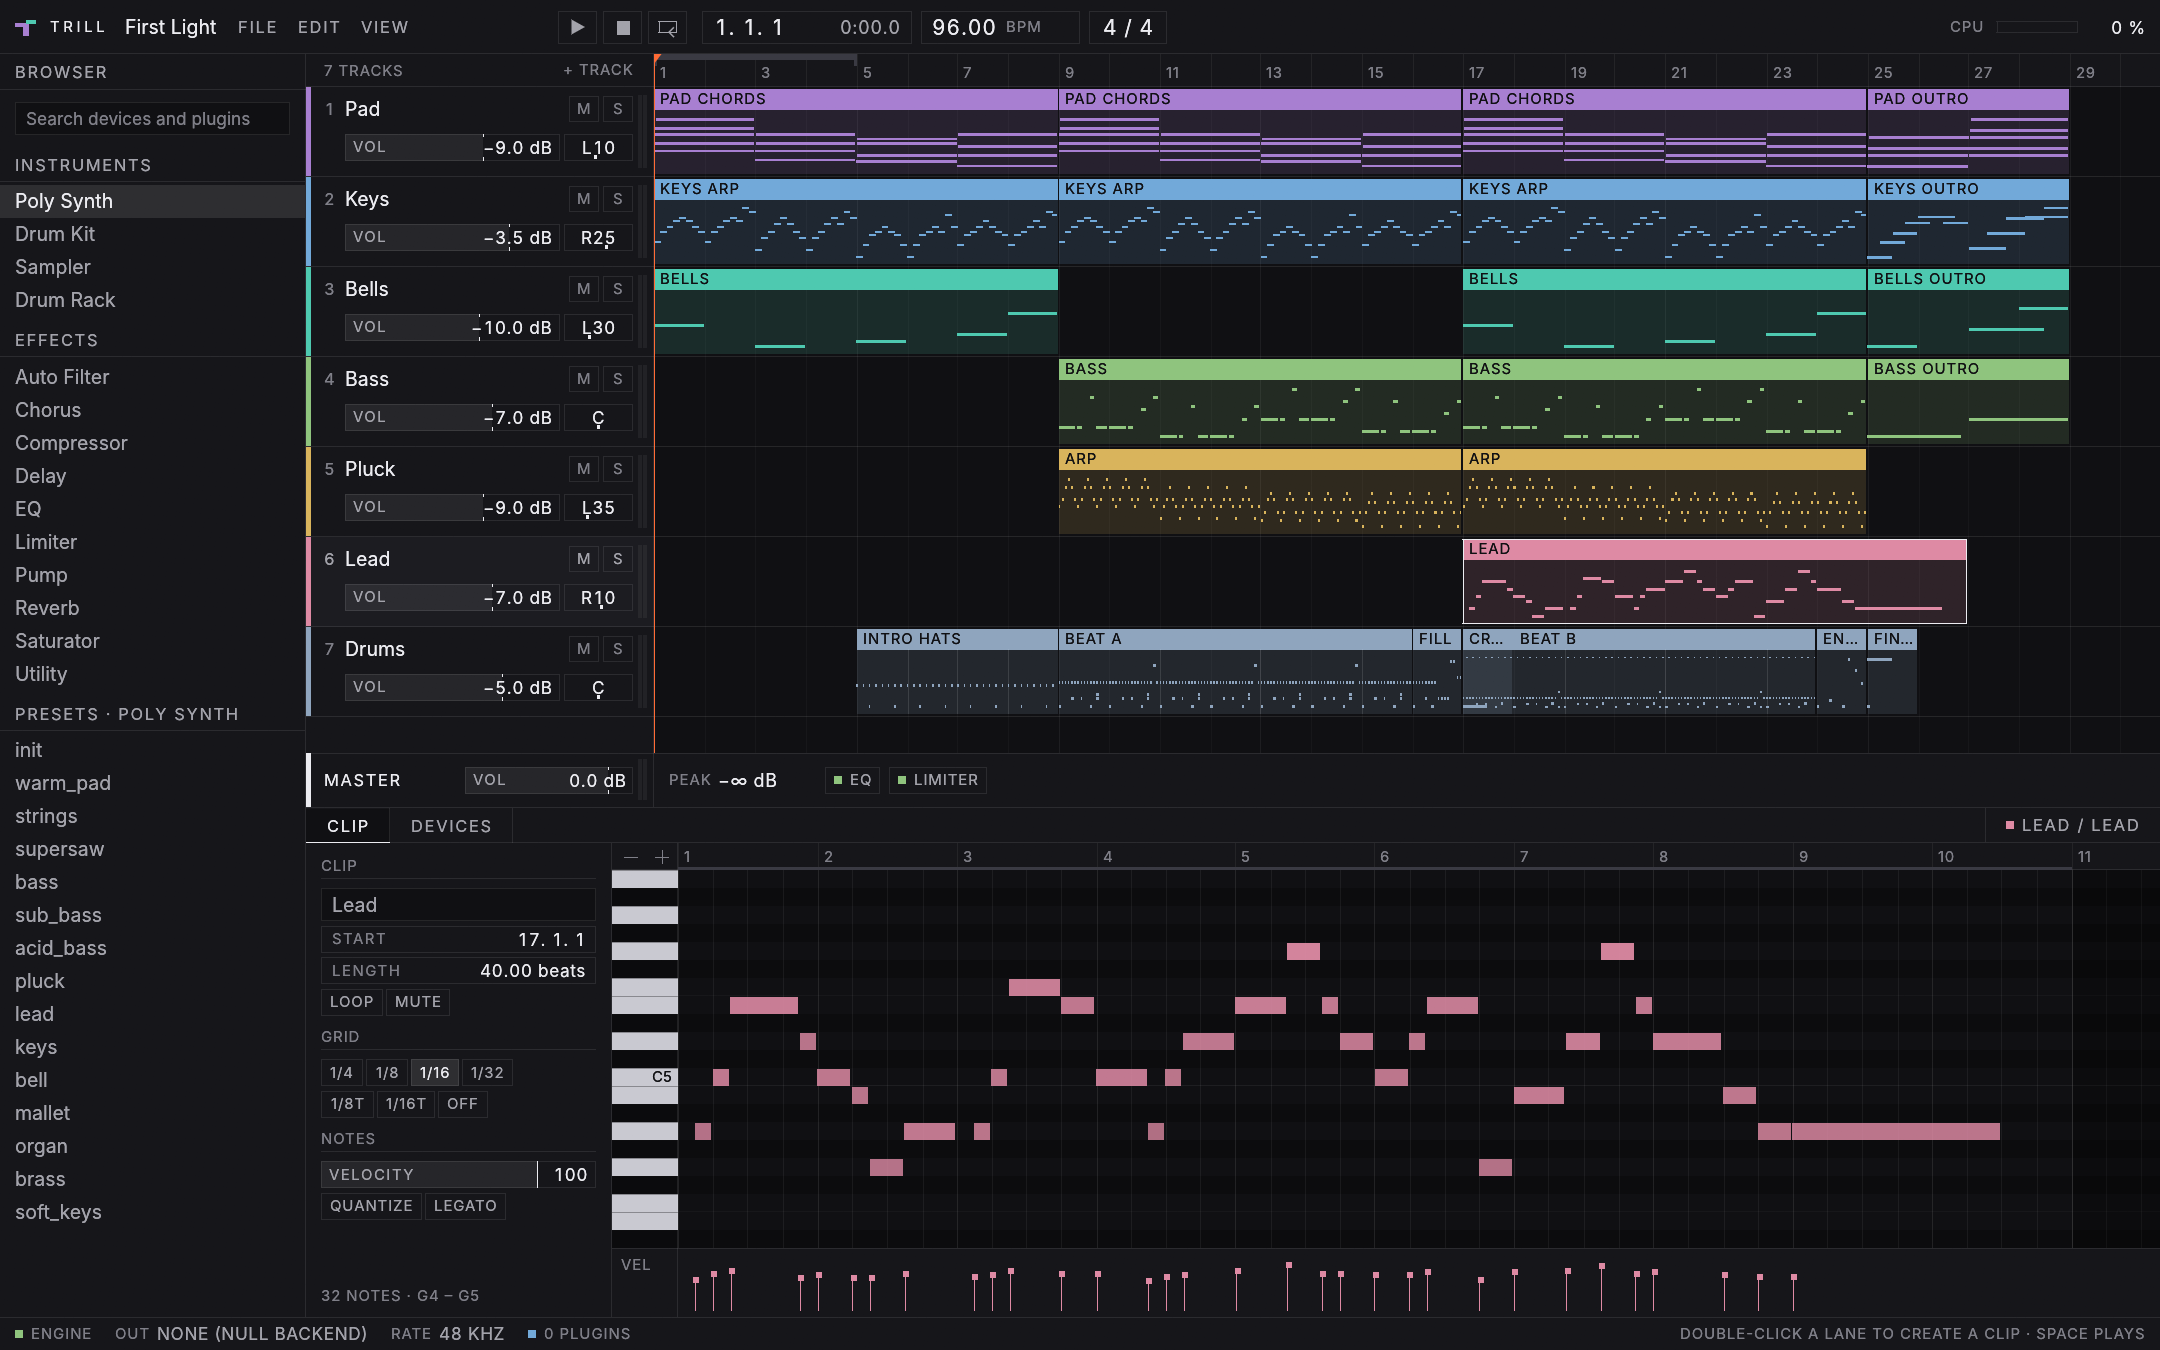 TRILL First Light FILE EDIT VIEW 1. 1. 1 0:00.0 96.00 BPM 4 / 4 CPU 0 %
BROWSER
Search devices and plugins
INSTRUMENTS
Poly Synth
Drum Kit
Sampler
Drum Rack
EFFECTS
Auto Filter
Chorus
Compressor
Delay
EQ
Limiter
Pump
Reverb
Saturator
Utility
PRESETS · POLY SYNTH
init
warm_pad
strings
supersaw
bass
sub_bass
acid_bass
pluck
lead
keys
bell
mallet
organ
brass
soft_keys
7 TRACKS + TRACK
1 3 5 7 9 11 13 15 17 19 21 23 25 27 29
1 Pad M S
VOL −9.0 dB L10
PAD CHORDS PAD CHORDS PAD CHORDS PAD OUTRO
2 Keys M S
VOL −3.5 dB R25
KEYS ARP KEYS ARP KEYS ARP KEYS OUTRO
3 Bells M S
VOL −10.0 dB L30
BELLS BELLS BELLS OUTRO
4 Bass M S
VOL −7.0 dB C
BASS BASS BASS OUTRO
5 Pluck M S
VOL −9.0 dB L35
ARP ARP
6 Lead M S
VOL −7.0 dB R10
LEAD
7 Drums M S
VOL −5.0 dB C
INTRO HATS BEAT A FILL CR... BEAT B EN... FIN...
MASTER VOL 0.0 dB PEAK −∞ dB EQ LIMITER
CLIP DEVICES LEAD / LEAD
CLIP
Lead
START 17. 1. 1
LENGTH 40.00 beats
LOOP MUTE
GRID
1/4 1/8 1/16 1/32
1/8T 1/16T OFF
NOTES
VELOCITY 100
QUANTIZE LEGATO
32 NOTES · G4 – G5
− + 1 2 3 4 5 6 7 8 9 10 11
C5
VEL
ENGINE OUT NONE (NULL BACKEND) RATE 48 KHZ 0 PLUGINS DOUBLE-CLICK A LANE TO CREATE A CLIP · SPACE PLAYS